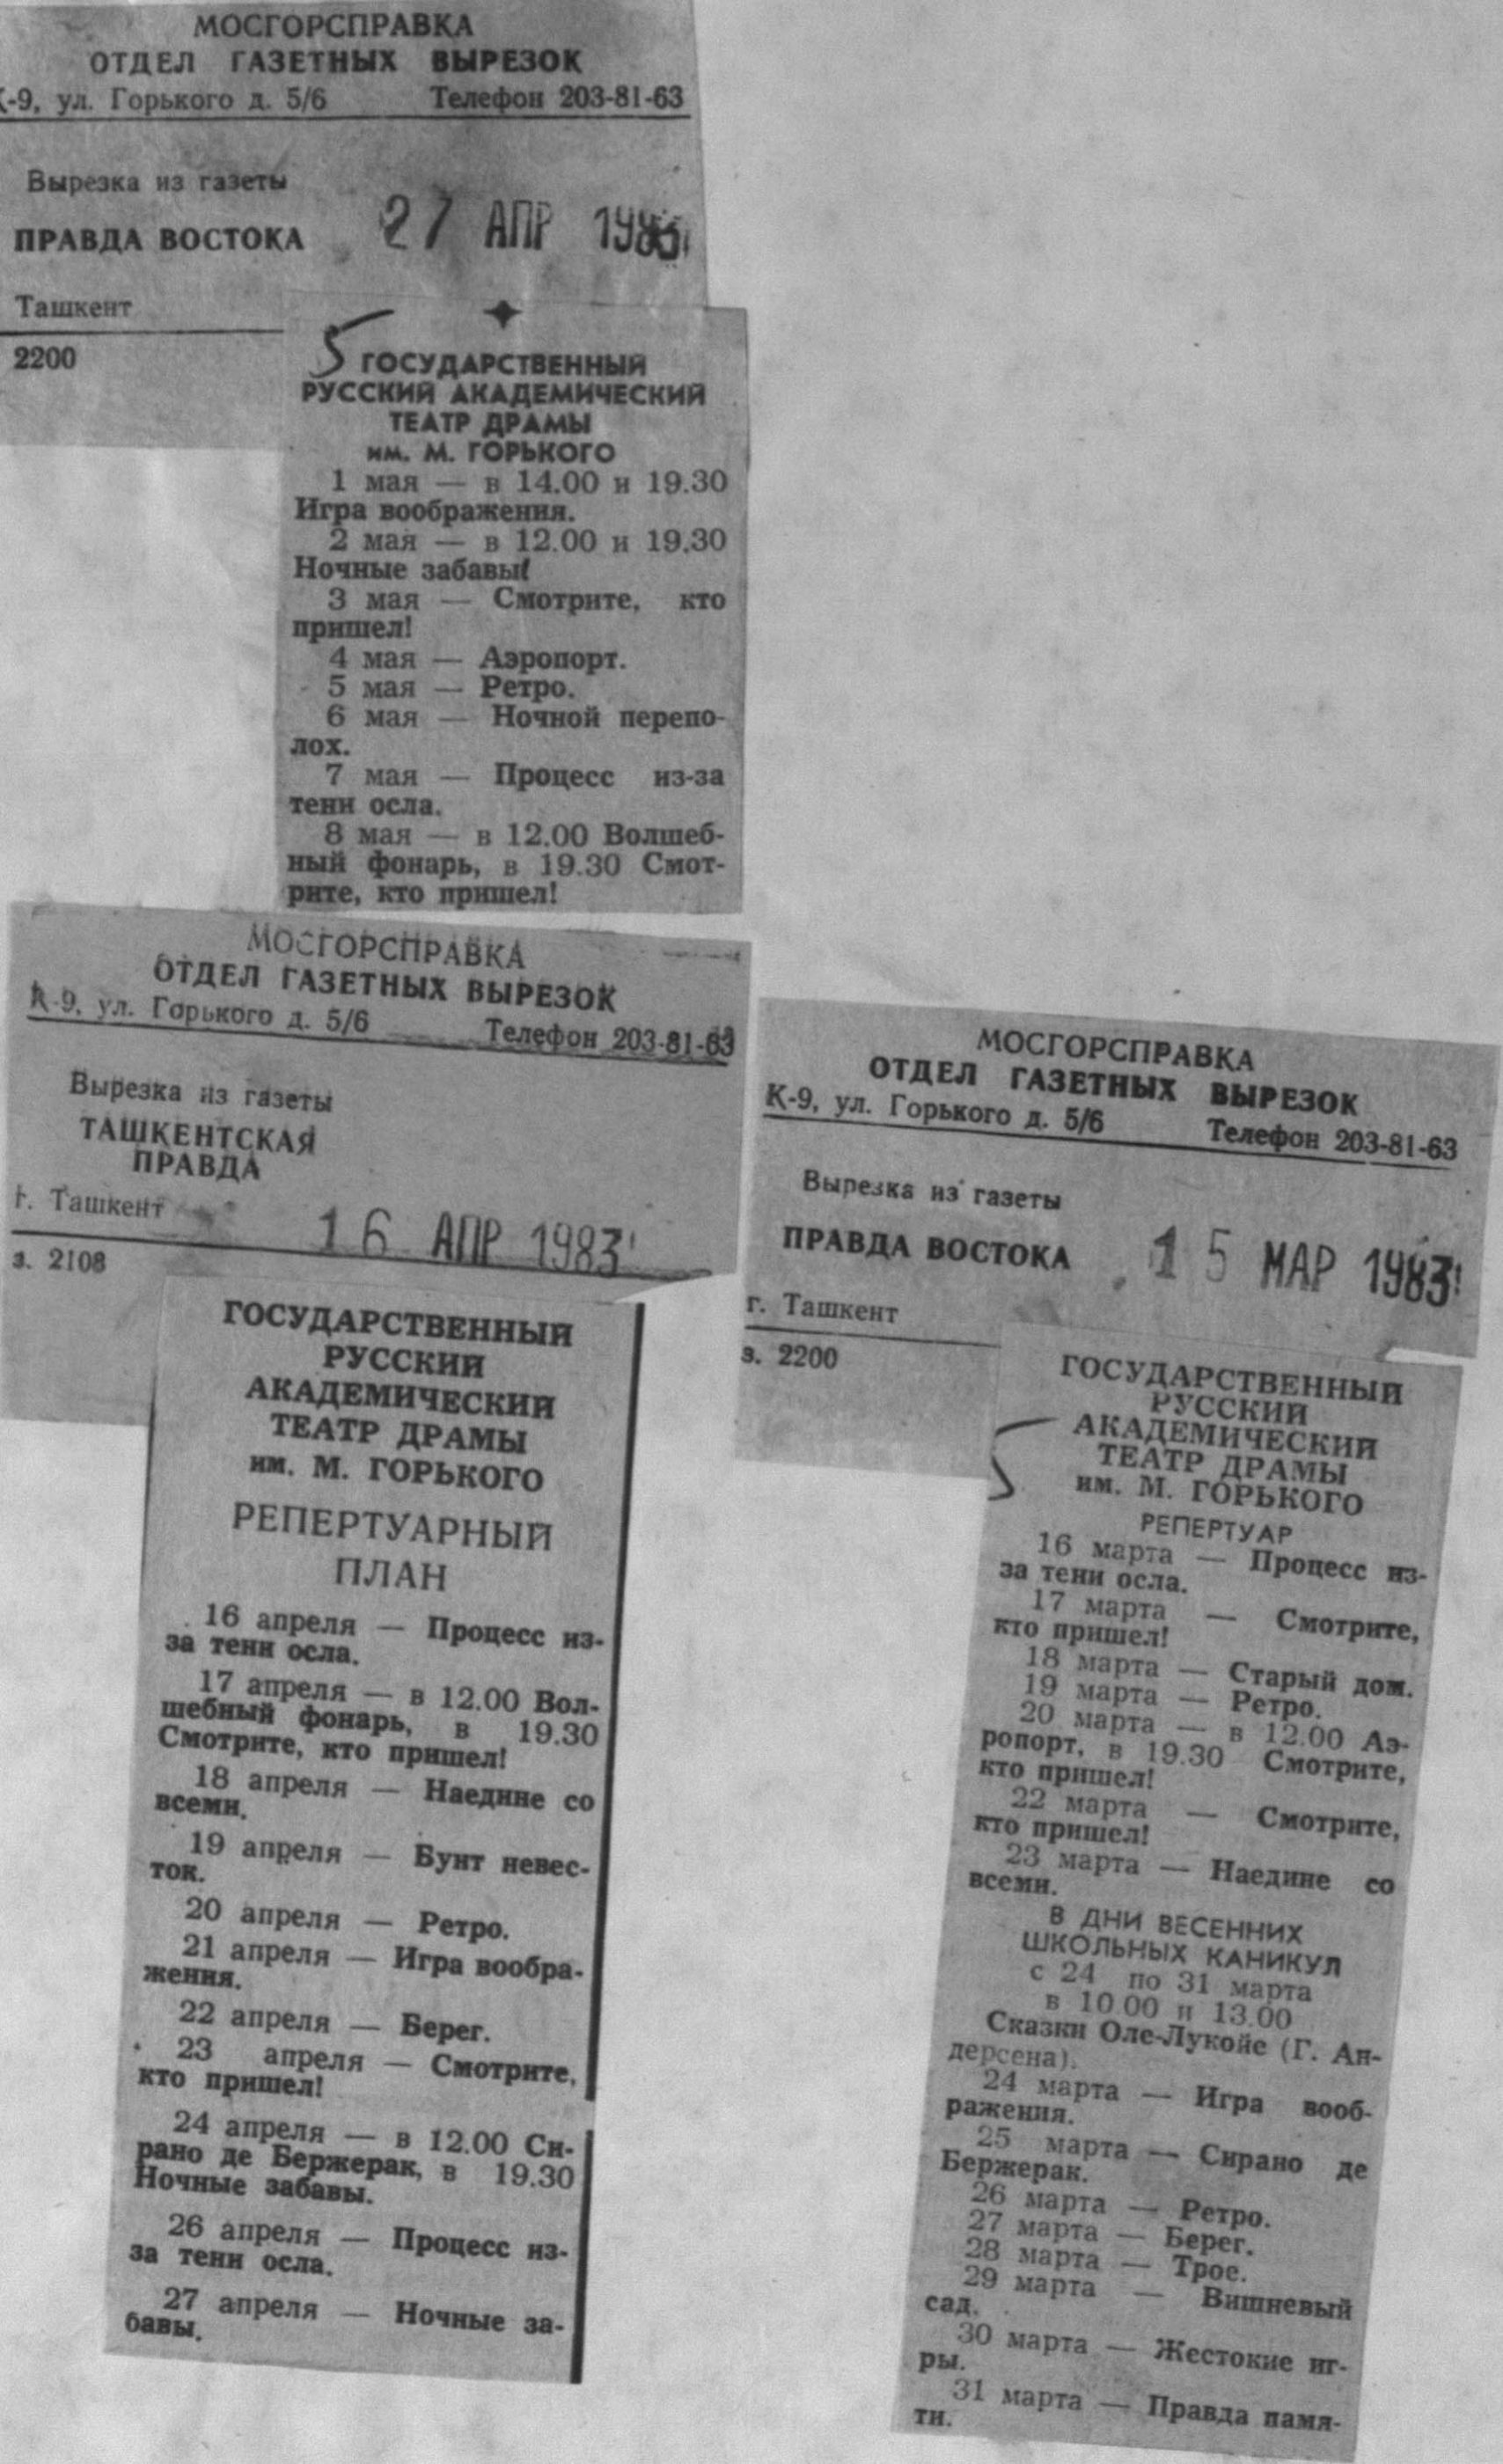 МОСГОРСПРАВКА
ОТДЕЛ ГАЗЕТНЫХ ВЫРЕЗОК
К-9, ул. Горького д. 5/6 Телефон 203-81-63
Вырезка из газеты
ПРАВДА ВОСТОКА 27 АПР 1983
Ташкент
2200
5
ГОСУДАРСТВЕННЫЙ
РУССКИЙ АКАДЕМИЧЕСКИЙ
ТЕАТР ДРАМЫ
им. М. ГОРЬКОГО
1 мая — в 14.00 и 19.30
Игра воображения.
2 мая — в 12.00 и 19.30
Ночные забавы!
3 мая — Смотрите, кто
пришел!
4 мая — Аэропорт.
5 мая — Ретро.
6 мая — Ночной перепо-
лох.
7 мая — Процесс из-за
тени осла.
8 мая — в 12.00 Волшеб-
ный фонарь, в 19.30 Смот-
рите, кто пришел!
МОСГОРСПРАВКА
ОТДЕЛ ГАЗЕТНЫХ ВЫРЕЗОК
К-9, ул. Горького д. 5/6 Телефон 203-81-63
Вырезка из газеты
ТАШКЕНТСКАЯ
ПРАВДА
г. Ташкент 16 АПР 1983
з. 2108
ГОСУДАРСТВЕННЫЙ
РУССКИЙ
АКАДЕМИЧЕСКИЙ
ТЕАТР ДРАМЫ
им. М. ГОРЬКОГО
РЕПЕРТУАРНЫЙ
ПЛАН
16 апреля — Процесс из-
за тени осла.
17 апреля — в 12.00 Вол-
шебный фонарь, в 19.30
Смотрите, кто пришел!
18 апреля — Наедине со
всеми.
19 апреля — Бунт невес-
ток.
20 апреля — Ретро.
21 апреля — Игра вообра-
жения.
22 апреля — Берег.
23 апреля — Смотрите,
кто пришел!
24 апреля — в 12.00 Си-
рано де Бержерак, в 19.30
Ночные забавы.
26 апреля — Процесс из-
за тени осла.
27 апреля — Ночные за-
бавы.
МОСГОРСПРАВКА
ОТДЕЛ ГАЗЕТНЫХ ВЫРЕЗОК
К-9, ул. Горького д. 5/6 Телефон 203-81-63
Вырезка из газеты
ПРАВДА ВОСТОКА 15 МАР 1983
г. Ташкент
з. 2200
ГОСУДАРСТВЕННЫЙ
РУССКИЙ
АКАДЕМИЧЕСКИЙ
ТЕАТР ДРАМЫ
им. М. ГОРЬКОГО
РЕПЕРТУАР
16 марта — Процесс из-
за тени осла.
17 марта — Смотрите,
кто пришел!
18 марта — Старый дом.
19 марта — Ретро.
20 марта — в 12.00 Аэ-
ропорт, в 19.30 Смотрите,
кто пришел!
22 марта — Смотрите,
кто пришел!
23 марта — Наедине со
всеми.
В ДНИ ВЕСЕННИХ
ШКОЛЬНЫХ КАНИКУЛ
с 24 по 31 марта
в 10.00 и 13.00
Сказки Оле-Лукойе (Г. Ан-
дерсена).
24 марта — Игра вооб-
ражения.
25 марта — Сирано де
Бержерак.
26 марта — Ретро.
27 марта — Берег.
28 марта — Трое.
29 марта — Вишневый
сад.
30 марта — Жестокие иг-
ры.
31 марта — Правда памя-
ти.